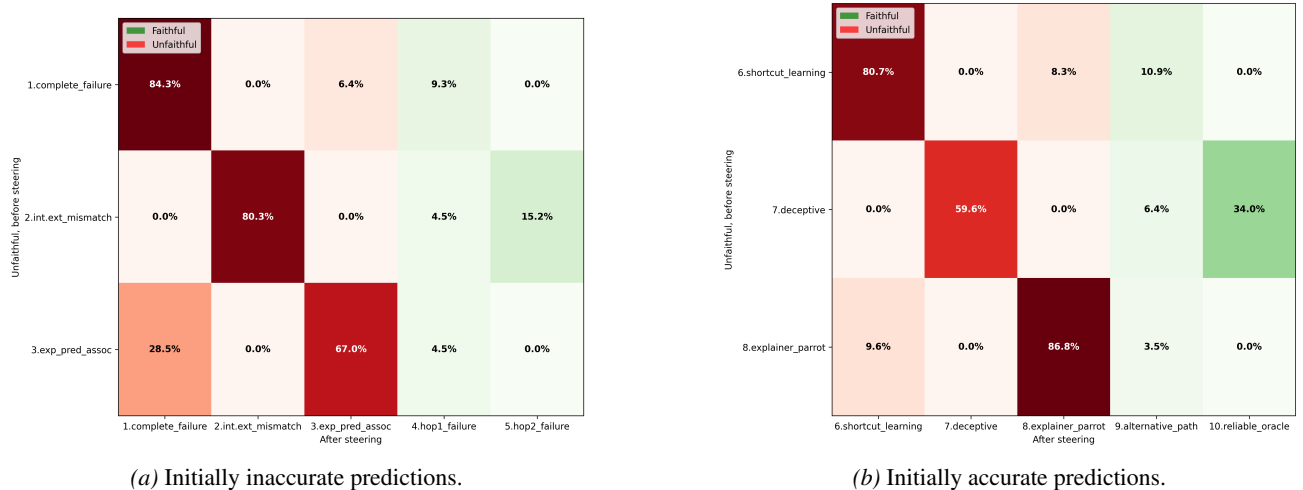 Faithful
Unfaithful
1.complete_failure
84.3% 0.0% 6.4% 9.3% 0.0%
2.int.ext_mismatch
0.0% 80.3% 0.0% 4.5% 15.2%
3.exp_pred_assoc
28.5% 0.0% 67.0% 4.5% 0.0%
Unfaithful, before steering
1.complete_failure 2.int.ext_mismatch 3.exp_pred_assoc 4.hop1_failure 5.hop2_failure
After steering
(a) Initially inaccurate predictions.
Faithful
Unfaithful
6.shortcut_learning
80.7% 0.0% 8.3% 10.9% 0.0%
7.deceptive
0.0% 59.6% 0.0% 6.4% 34.0%
8.explainer_parrot
9.6% 0.0% 86.8% 3.5% 0.0%
Unfaithful, before steering
6.shortcut_learning 7.deceptive 8.explainer_parrot 9.alternative_path 10.reliable_oracle
After steering
(b) Initially accurate predictions.